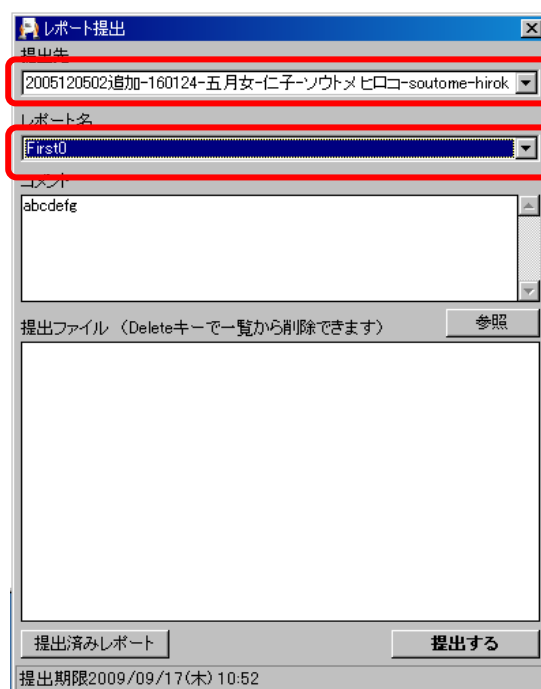 レポート提出
提出先
2005120502追加-160124-五月女-仁子-ソウトメヒロコ-soutome-hirok
レポート名
First0
コメント
abcdefg
提出ファイル (Deleteキーで一覧から削除できます)
参照
提出済みレポート
提出する
提出期限2009/09/17(木) 10:52